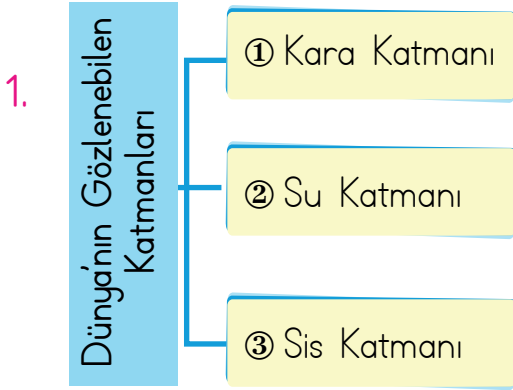 1.
Dünya'nın Gözlenebilen
Katmanları
① Kara Katmanı
② Su Katmanı
③ Sis Katmanı